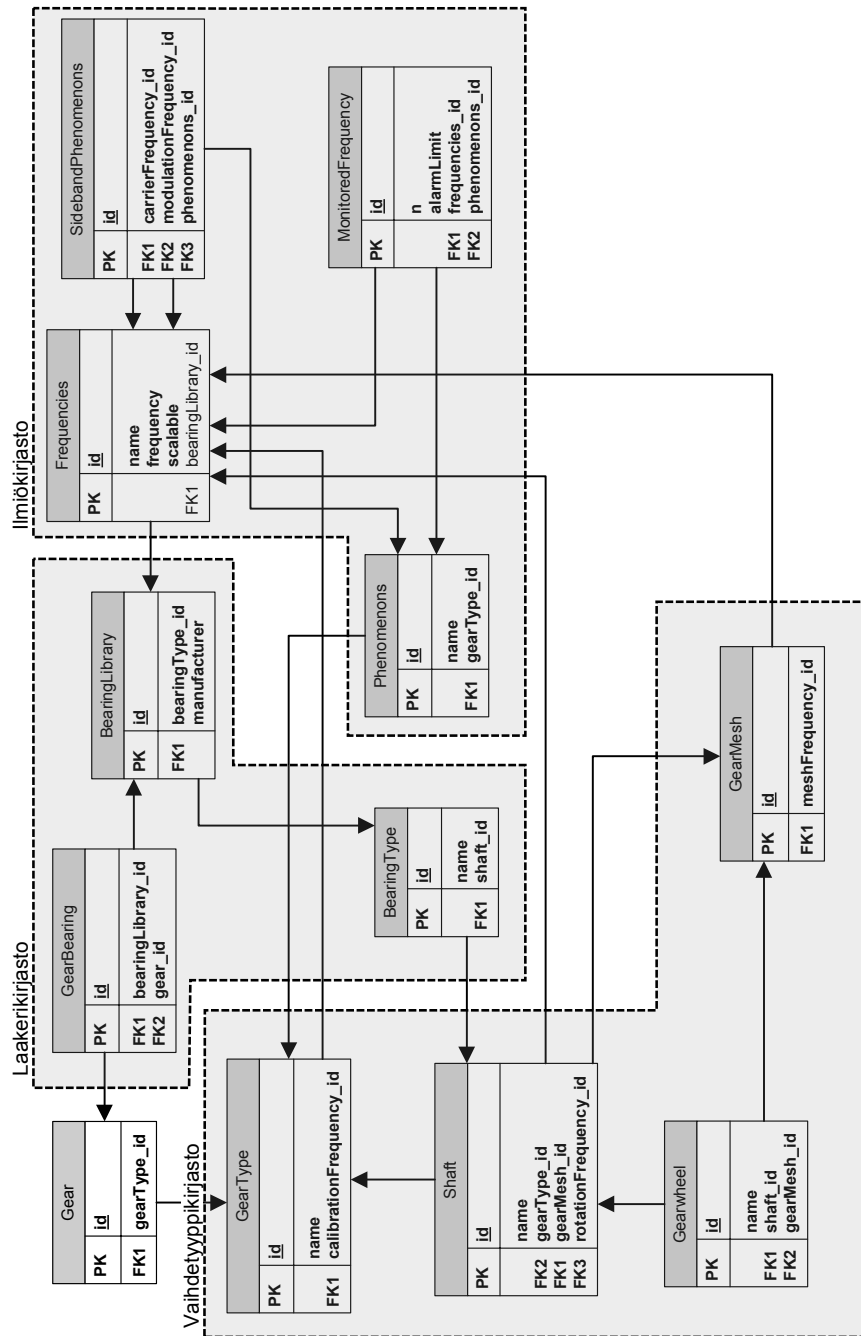 Ilmiökirjasto
SidebandPhenomenons
PK id
FK1 carrierFrequency_id
FK2 modulationFrequency_id
FK3 phenomenons_id
MonitoredFrequency
PK id
n
alarmLimit
FK1 frequencies_id
FK2 phenomenons_id
Frequencies
PK id
name
frequency
scalable
FK1 bearingLibrary_id
Phenomenons
PK id
name
FK1 gearType_id
Laakerikirjasto
BearingLibrary
PK id
FK1 bearingType_id
manufacturer
GearBearing
PK id
FK1 bearingLibrary_id
FK2 gear_id
BearingType
PK id
name
FK1 shaft_id
Gear
PK id
FK1 gearType_id
Vaihdetyyppikirjasto
GearType
PK id
name
FK1 calibrationFrequency_id
Shaft
PK id
name
FK2 gearType_id
FK1 gearMesh_id
FK3 rotationFrequency_id
Gearwheel
PK id
name
FK1 shaft_id
FK2 gearMesh_id
GearMesh
PK id
FK1 meshFrequency_id